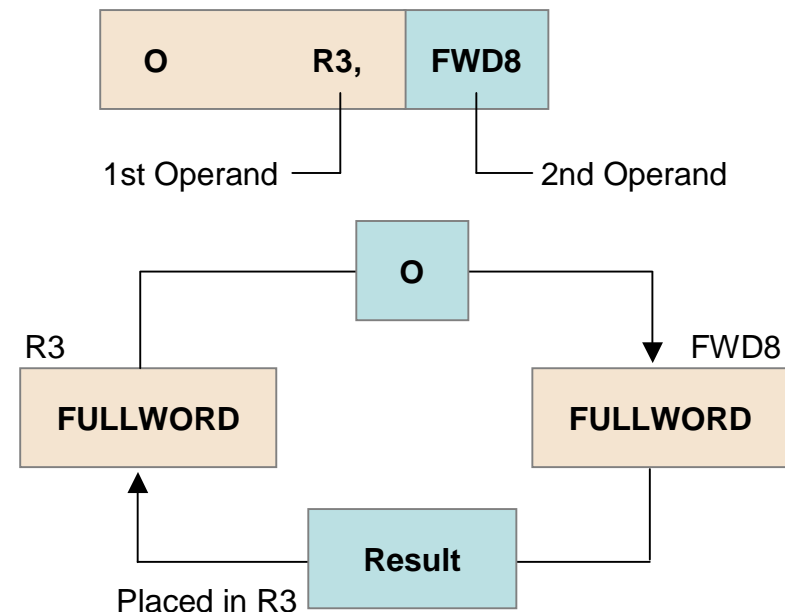 O R3, FWD8
1st Operand 2nd Operand
O
R3 FWD8
FULLWORD FULLWORD
Result
Placed in R3